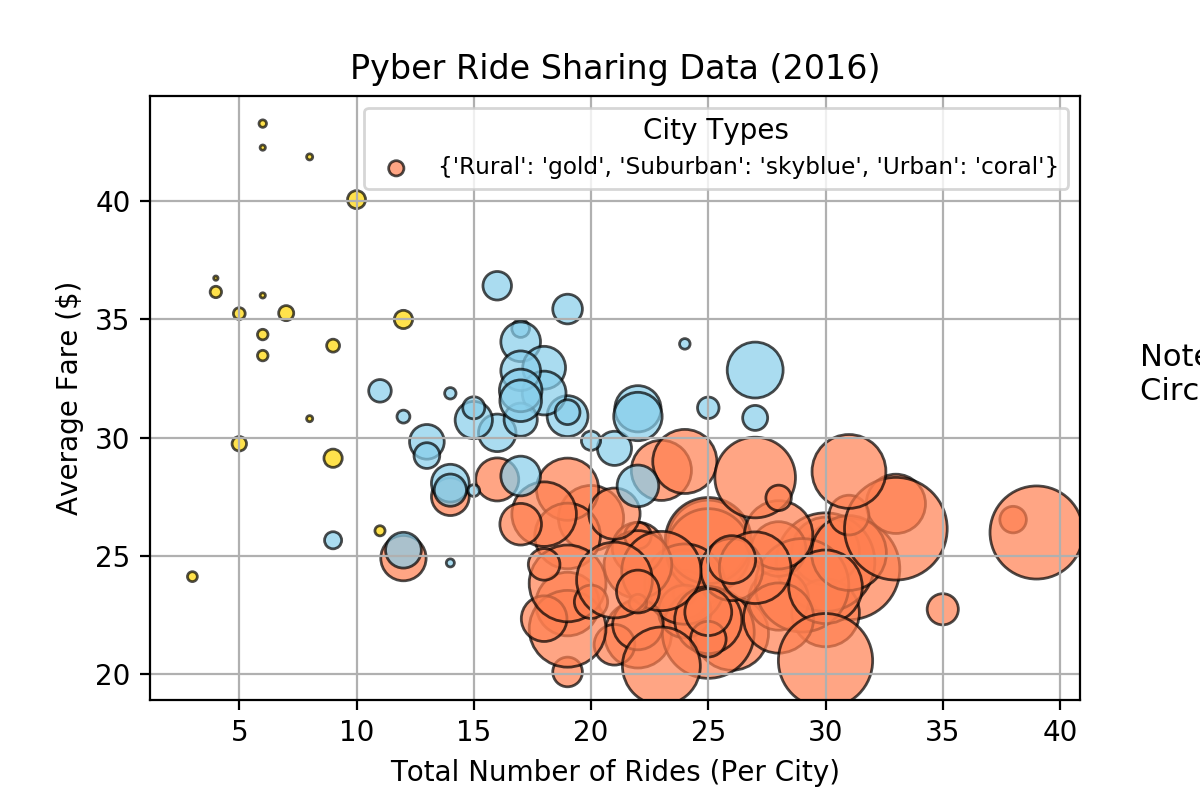 Pyber Ride Sharing Data (2016)
City Types
{'Rural': 'gold', 'Suburban': 'skyblue', 'Urban': 'coral'}
Average Fare ($)
40
35
30
25
20
5 10 15 20 25 30 35 40
Total Number of Rides (Per City)
Note
Circ